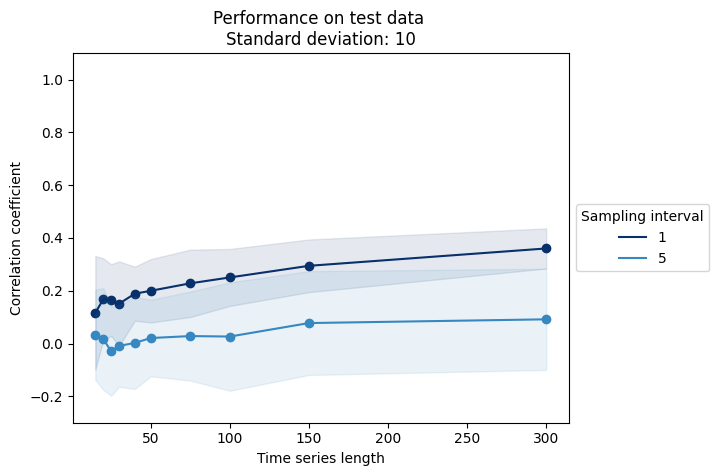 Performance on test data
Standard deviation: 10
Correlation coefficient
1.0
0.8
0.6
0.4
0.2
0.0
−0.2
50 100 150 200 250 300
Time series length
Sampling interval
1
5